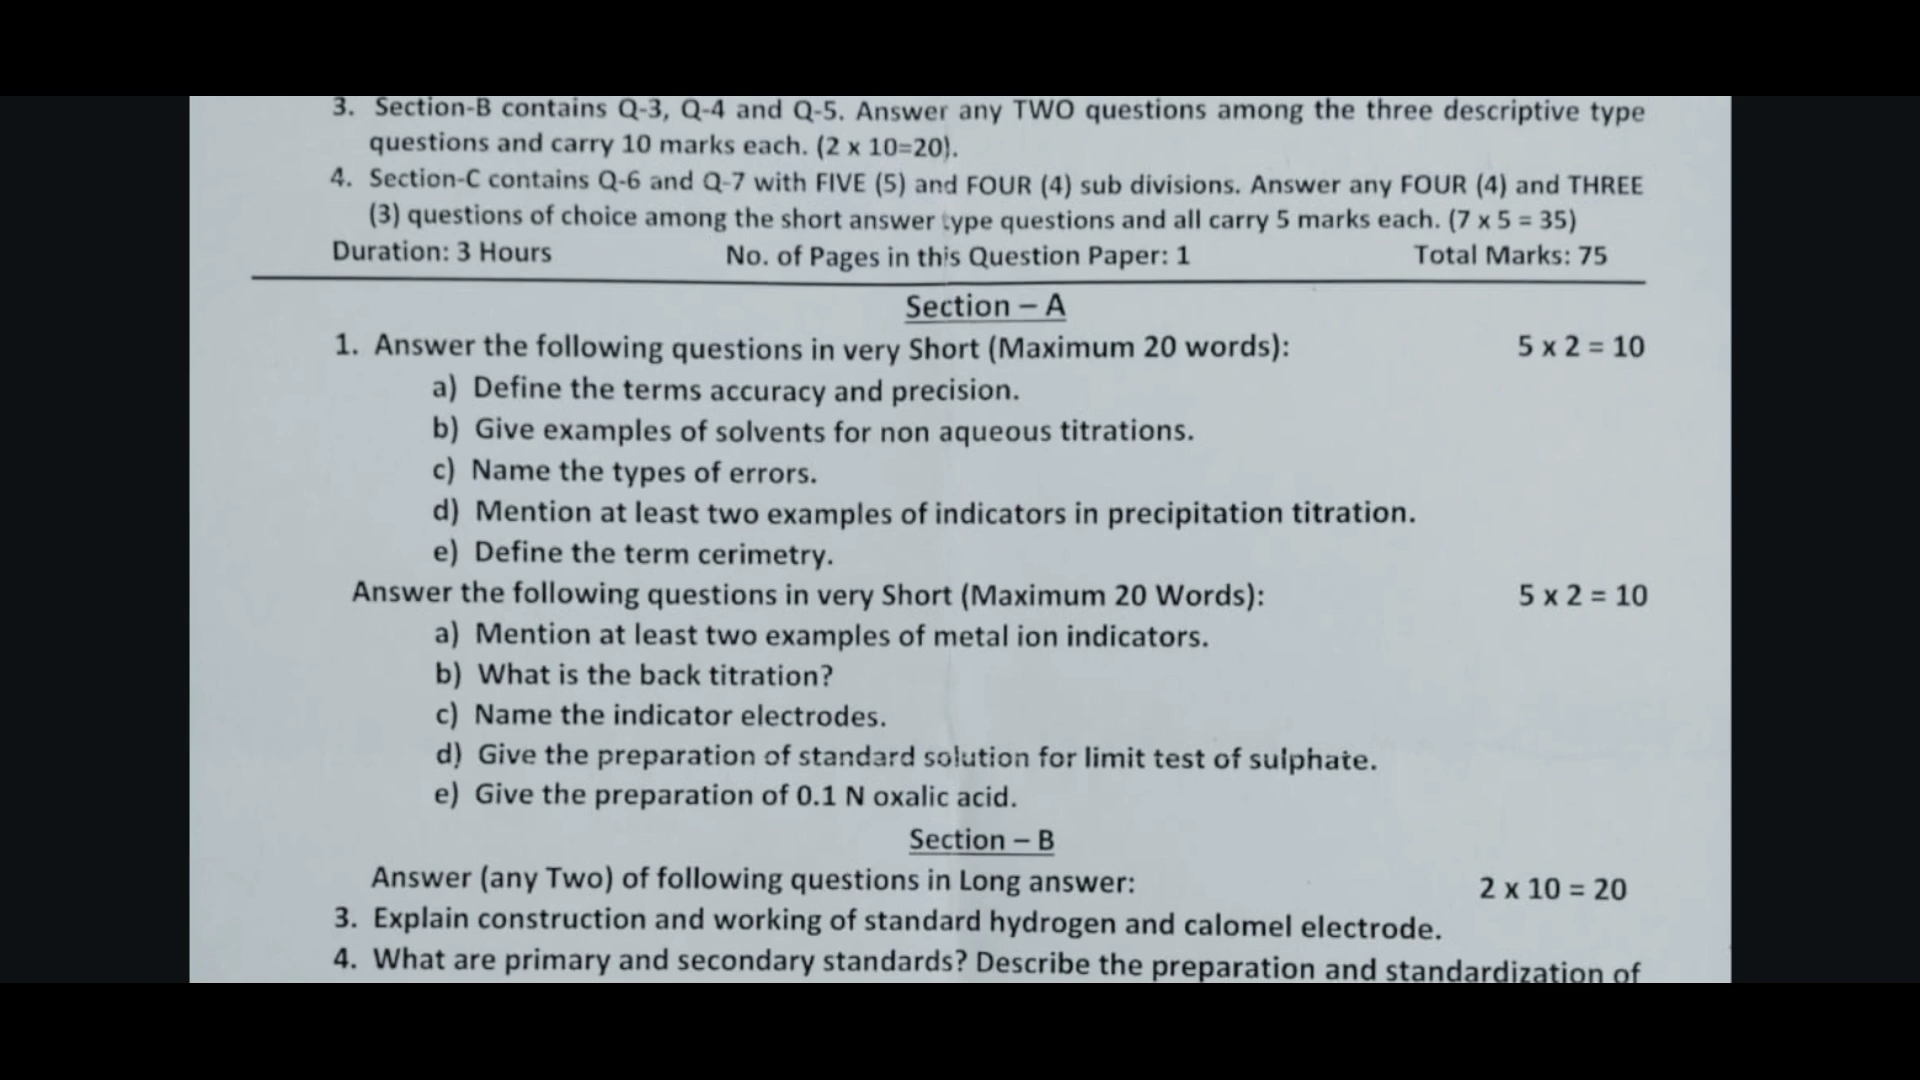 3. Section-B contains Q-3, Q-4 and Q-5. Answer any TWO questions among the three descriptive type
questions and carry 10 marks each. (2 x 10=20).
4. Section-C contains Q-6 and Q-7 with FIVE (5) and FOUR (4) sub divisions. Answer any FOUR (4) and THREE
(3) questions of choice among the short answer type questions and all carry 5 marks each. (7 x 5 = 35)
Duration: 3 Hours No. of Pages in this Question Paper: 1 Total Marks: 75
Section – A
1. Answer the following questions in very Short (Maximum 20 words): 5 x 2 = 10
a) Define the terms accuracy and precision.
b) Give examples of solvents for non aqueous titrations.
c) Name the types of errors.
d) Mention at least two examples of indicators in precipitation titration.
e) Define the term cerimetry.
Answer the following questions in very Short (Maximum 20 Words): 5 x 2 = 10
a) Mention at least two examples of metal ion indicators.
b) What is the back titration?
c) Name the indicator electrodes.
d) Give the preparation of standard solution for limit test of sulphate.
e) Give the preparation of 0.1 N oxalic acid.
Section – B
Answer (any Two) of following questions in Long answer: 2 x 10 = 20
3. Explain construction and working of standard hydrogen and calomel electrode.
4. What are primary and secondary standards? Describe the preparation and standardization of